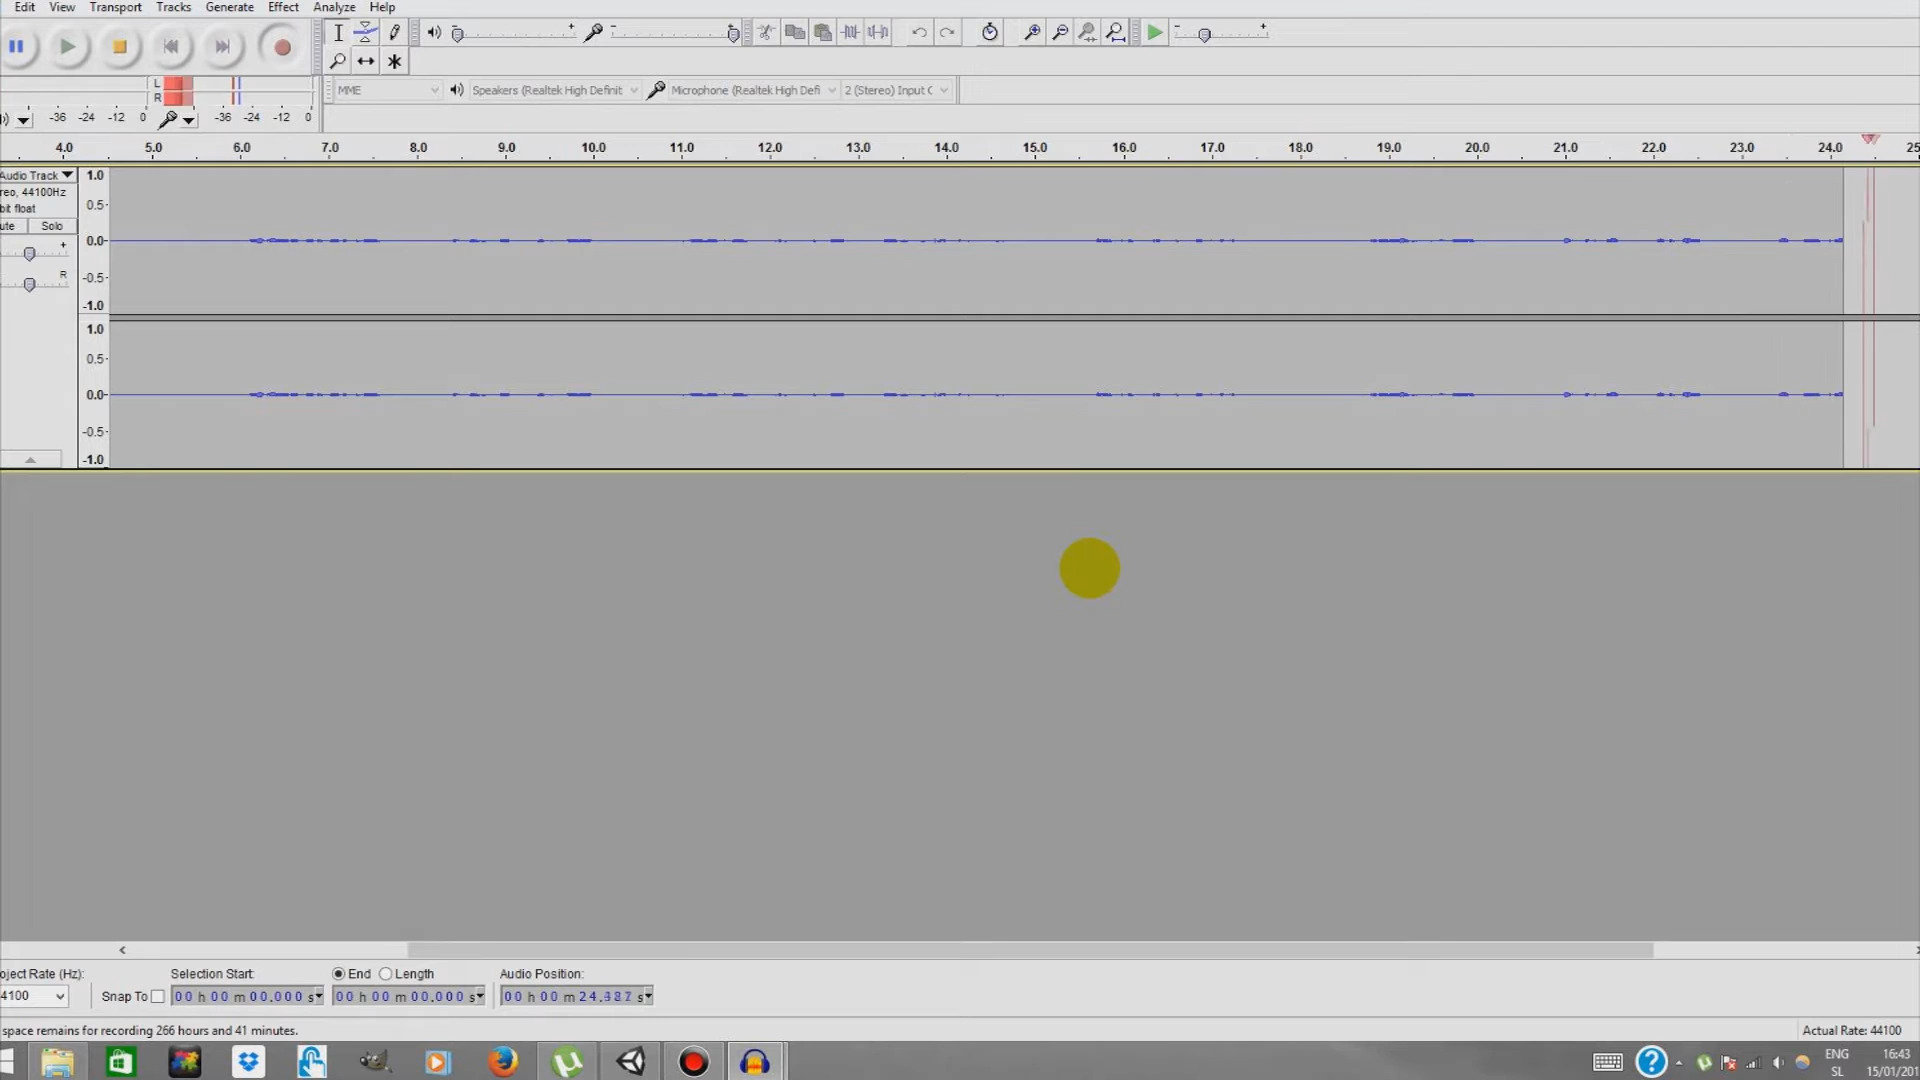 Edit View Transport Tracks Generate Effect Analyze Help
L
R
MME Speakers (Realtek High Definit Microphone (Realtek High Defi 2 (Stereo) Input C
-36 -24 -12 0 -36 -24 -12 0
4.0 5.0 6.0 7.0 8.0 9.0 10.0 11.0 12.0 13.0 14.0 15.0 16.0 17.0 18.0 19.0 20.0 21.0 22.0 23.0 24.0 25
Audio Track 1.0
reo, 44100Hz
bit float 0.5
ute Solo
0.0
R -0.5
-1.0
1.0
0.5
0.0
-0.5
-1.0
oject Rate (Hz): Selection Start: End Length Audio Position:
4100 Snap To 00 h 00 m 00.000 s 00 h 00 m 00.000 s 00 h 00 m 24.387 s
space remains for recording 266 hours and 41 minutes. Actual Rate: 44100
ENG 16:43
SL 15/01/201